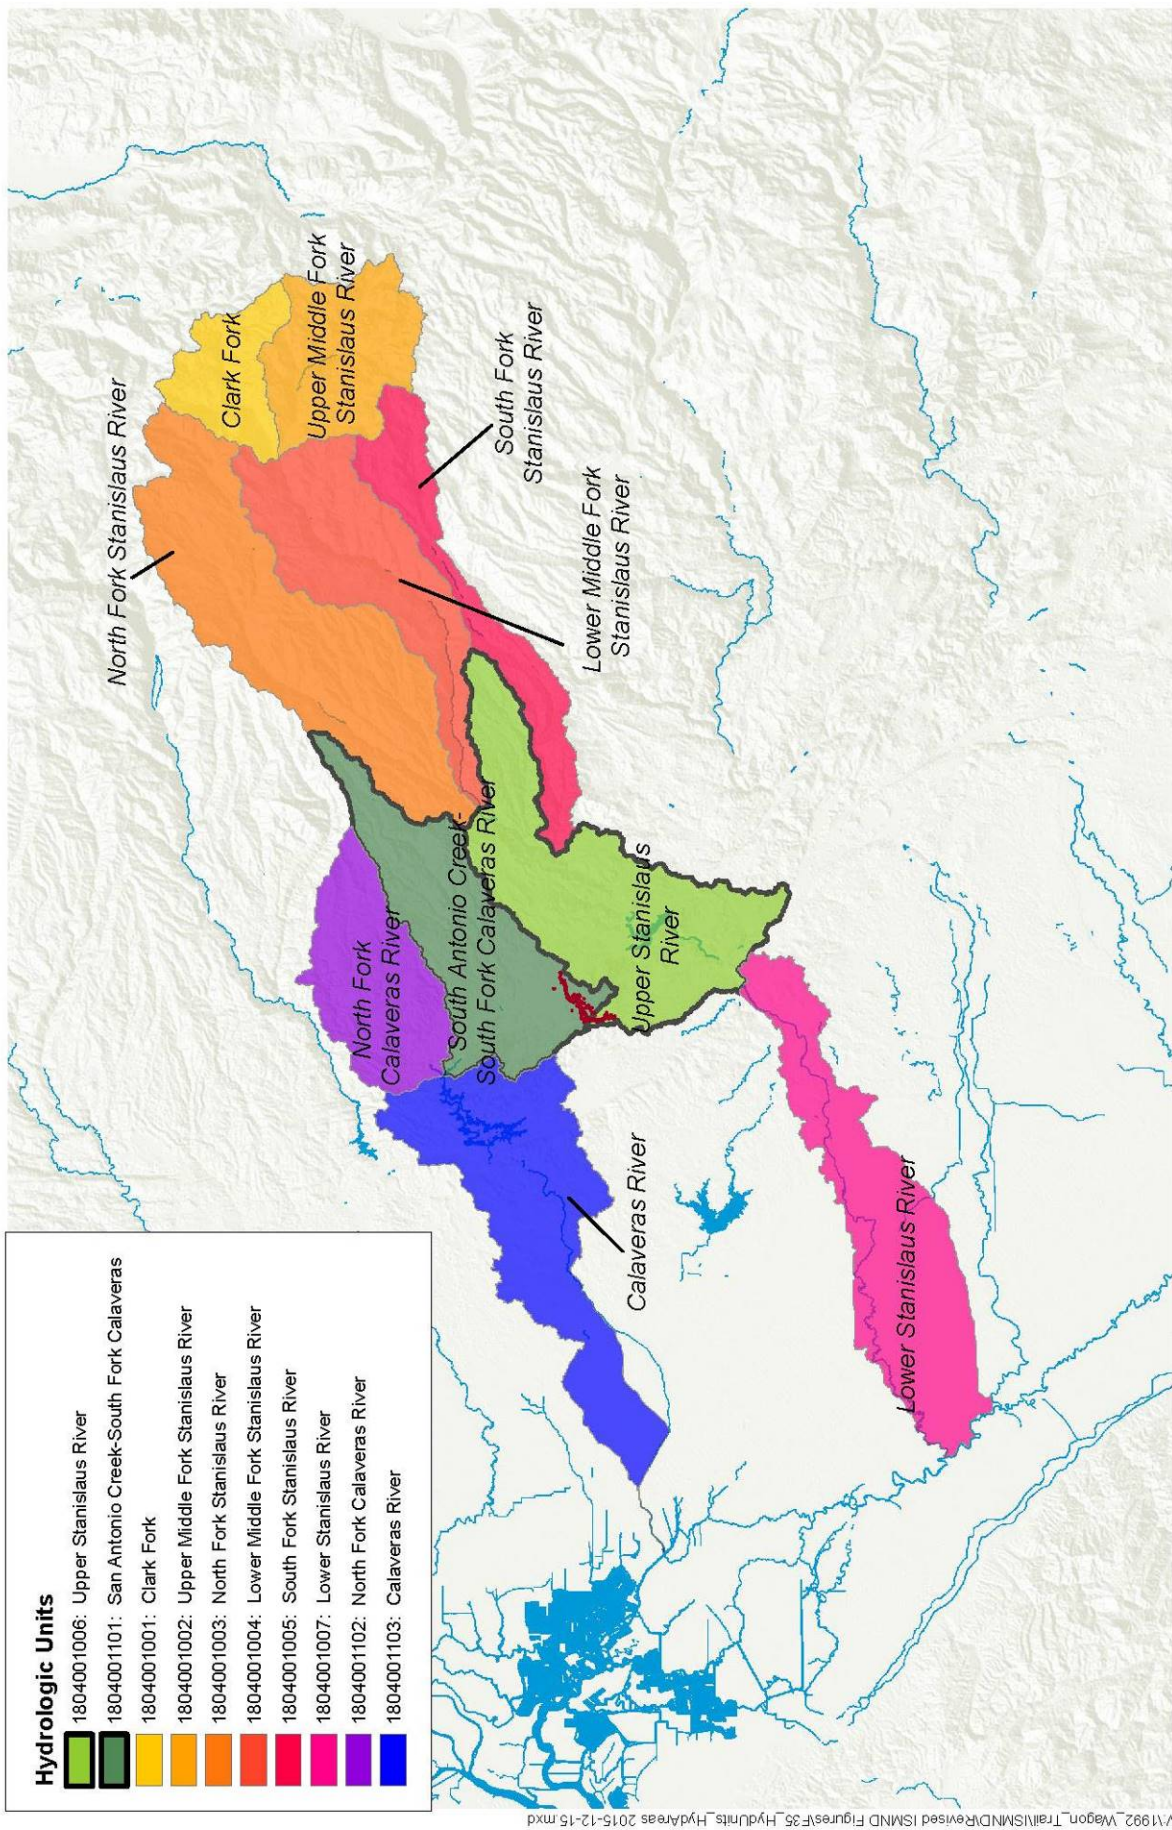 Hydrologic Units
1804001006: Upper Stanislaus River
1804001101: San Antonio Creek-South Fork Calaveras
1804001001: Clark Fork
1804001002: Upper Middle Fork Stanislaus River
1804001003: North Fork Stanislaus River
1804001004: Lower Middle Fork Stanislaus River
1804001005: South Fork Stanislaus River
1804001007: Lower Stanislaus River
1804001102: North Fork Calaveras River
1804001103: Calaveras River
North Fork Stanislaus River
Clark Fork
Upper Middle Fork
Stanislaus River
South Fork
Stanislaus River
Lower Middle Fork
Stanislaus River
North Fork
Calaveras River
South Antonio Creek-
South Fork Calaveras River
Upper Stanislaus
River
Calaveras River
Lower Stanislaus River
1992_Wagon_Trail\ISMND\Revised ISMND Figures\F35_Hyd\Units_HydAreas 2015-12-15.mxd